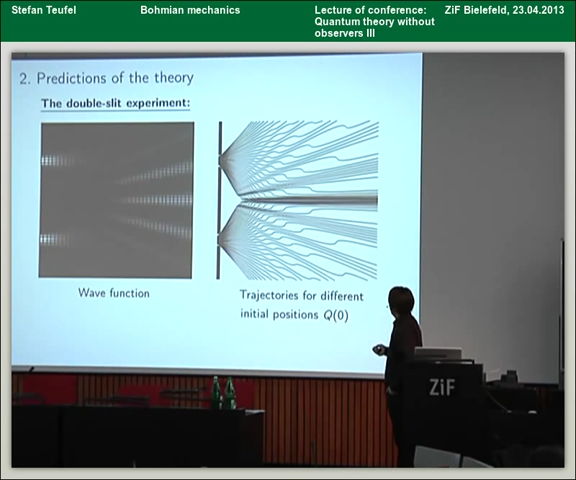 Stefan Teufel
Bohmian mechanics
Lecture of conference:
Quantum theory without
observers III
ZiF Bielefeld, 23.04.2013
2. Predictions of the theory
The double-slit experiment:
Wave function
Trajectories for different
initial positions Q(0)
ZiF